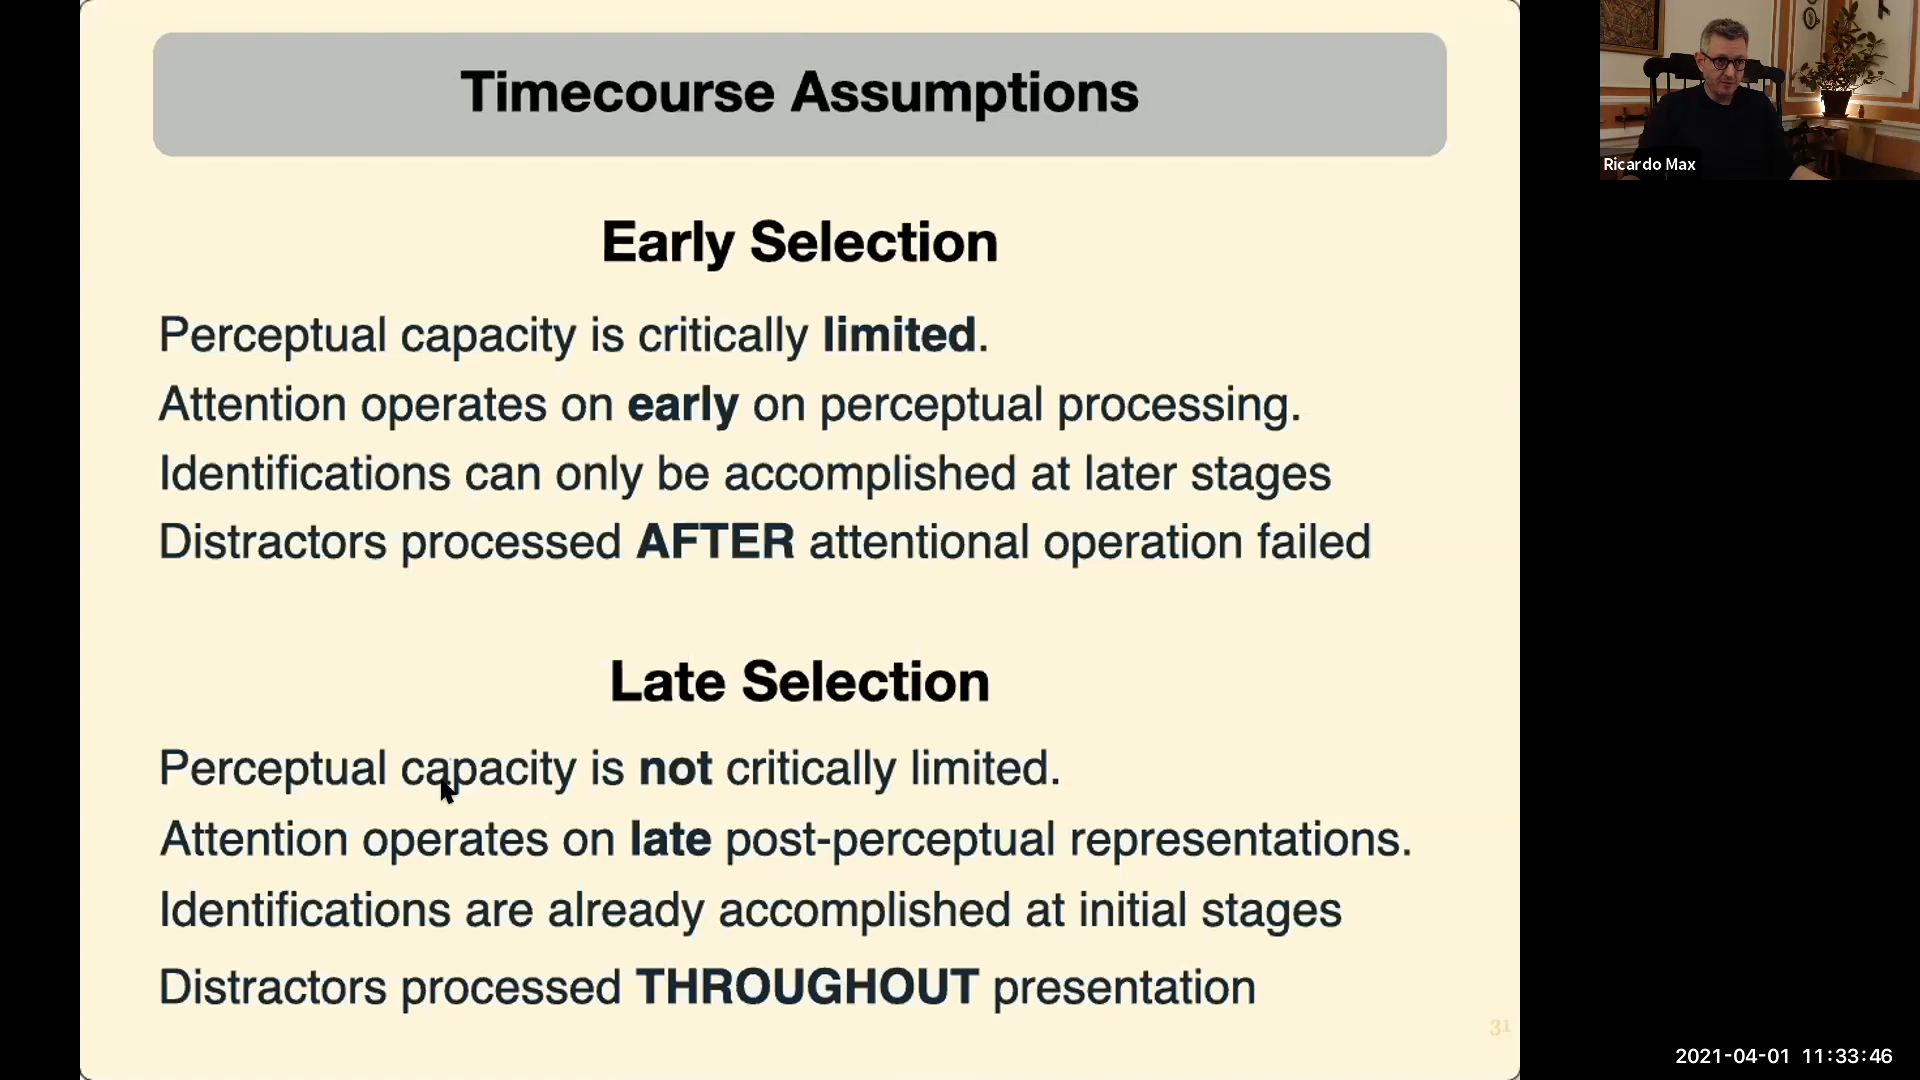 Timecourse Assumptions
Early Selection
Perceptual capacity is critically limited.
Attention operates on early on perceptual processing.
Identifications can only be accomplished at later stages
Distractors processed AFTER attentional operation failed
Late Selection
Perceptual capacity is not critically limited.
Attention operates on late post-perceptual representations.
Identifications are already accomplished at initial stages
Distractors processed THROUGHOUT presentation
31
Ricardo Max
2021-04-01 11:33:46